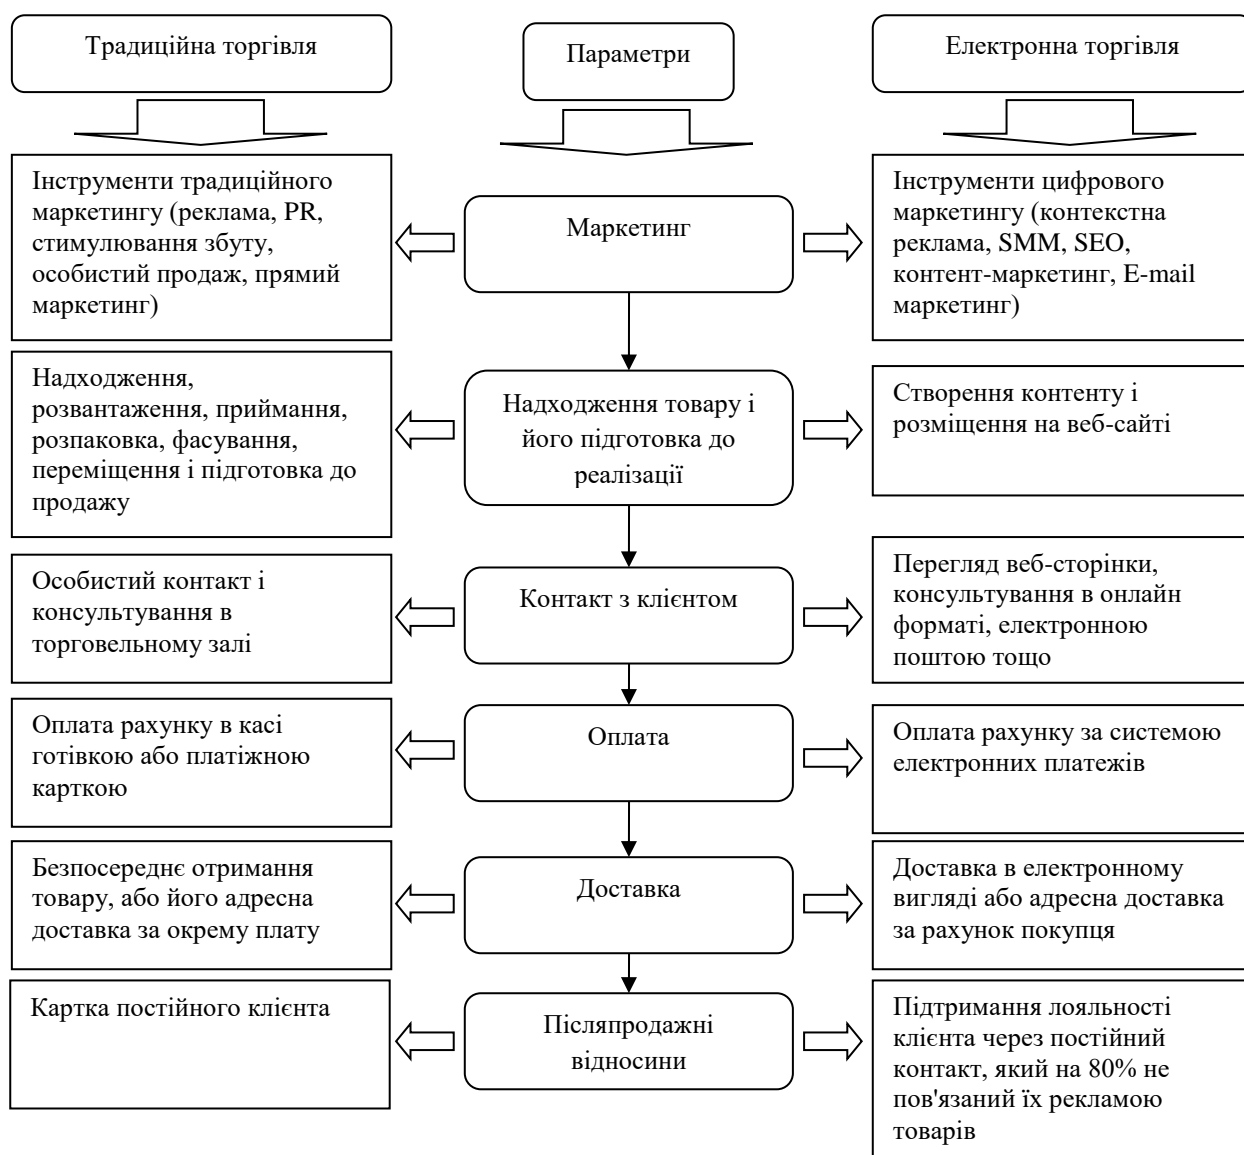 Традиційна торгівля
Параметри
Електронна торгівля
Інструменти традиційного
маркетингу (реклама, PR,
стимулювання збуту,
особистий продаж, прямий
маркетинг)
Маркетинг
Інструменти цифрового
маркетингу (контекстна
реклама, SMM, SEO,
контент-маркетинг, E-mail
маркетинг)
Надходження,
розвантаження, приймання,
розпаковка, фасування,
переміщення і підготовка до
продажу
Надходження товару і
його підготовка до
реалізації
Створення контенту і
розміщення на веб-сайті
Особистий контакт і
консультування в
торговельному залі
Контакт з клієнтом
Перегляд веб-сторінки,
консультування в онлайн
форматі, електронною
поштою тощо
Оплата рахунку в касі
готівкою або платіжною
карткою
Оплата
Оплата рахунку за системою
електронних платежів
Безпосереднє отримання
товару, або його адресна
доставка за окрему плату
Доставка
Доставка в електронному
вигляді або адресна доставка
за рахунок покупця
Картка постійного клієнта
Післяпродажні
відносини
Підтримання лояльності
клієнта через постійний
контакт, який на 80% не
пов'язаний їх рекламою
товарів